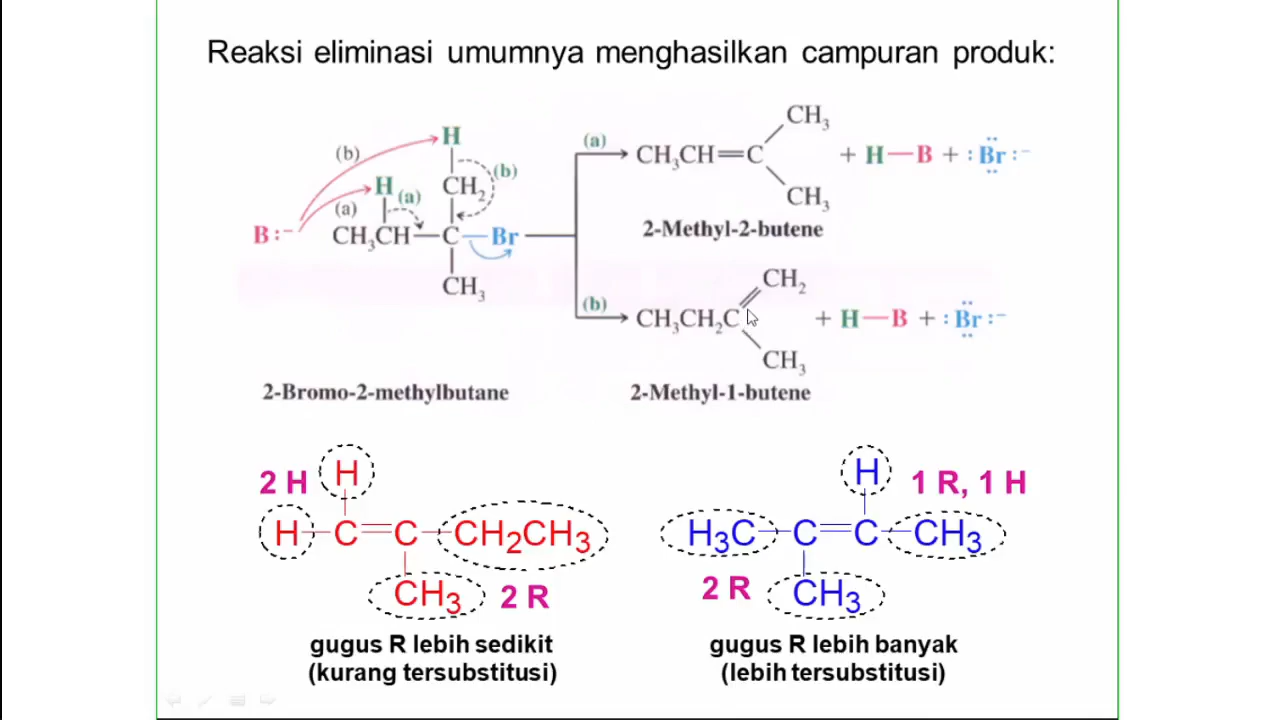 Reaksi eliminasi umumnya menghasilkan campuran produk:
(b)
H
(b)
H
(a)
CH₂
(a)
B:⁻
CH₃CH—C—Br
CH₃
(a)
CH₃
CH₃CH=C
CH₃
+ H—B + :Br:⁻
2-Methyl-2-butene
(b)
CH₂
CH₃CH₂C
CH₃
+ H—B + :Br:⁻
2-Bromo-2-methylbutane
2-Methyl-1-butene
2 H
H
H—C=C—CH₂CH₃
CH₃
2 R
gugus R lebih sedikit
(kurang tersubstitusi)
H
1 R, 1 H
H₃C—C=C—CH₃
2 R
CH₃
gugus R lebih banyak
(lebih tersubstitusi)